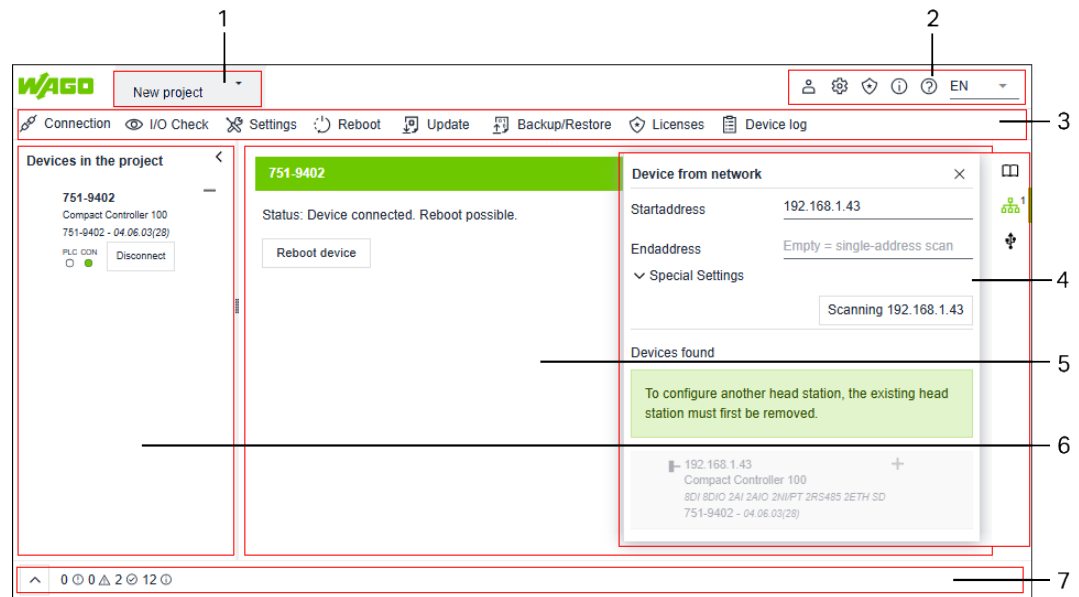 1
2
WAGO
New project
EN
Connection I/O Check Settings Reboot Update Backup/Restore Licenses Device log
3
Devices in the project
751-9402
Compact Controller 100
751-9402 - 04.06.03(28)
PLC CON
Disconnect
751-9402
Status: Device connected. Reboot possible.
Reboot device
Device from network
Startaddress 192.168.1.43
Endaddress Empty = single-address scan
Special Settings
Scanning 192.168.1.43
Devices found
To configure another head station, the existing head
station must first be removed.
192.168.1.43
Compact Controller 100
8DI 8DIO 2AI 2AIO 2NI/PT 2RS485 2ETH SD
751-9402 - 04.06.03(28)
1
4
5
6
0 0 2 12
7